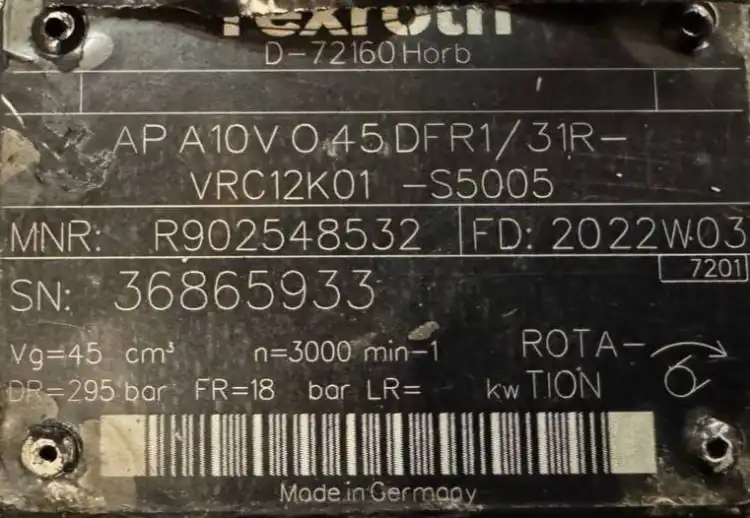 rexroth
D-72160 Horb
AP A10V O 45 DFR1/31R-
VRC12K01 -S5005
MNR: R902548532 FD: 2022W03
7201
SN: 36865933
Vg=45 cm³ n=3000 min-1 ROTA-
DR=295 bar FR=18 bar LR= kw TION
Made in Germany